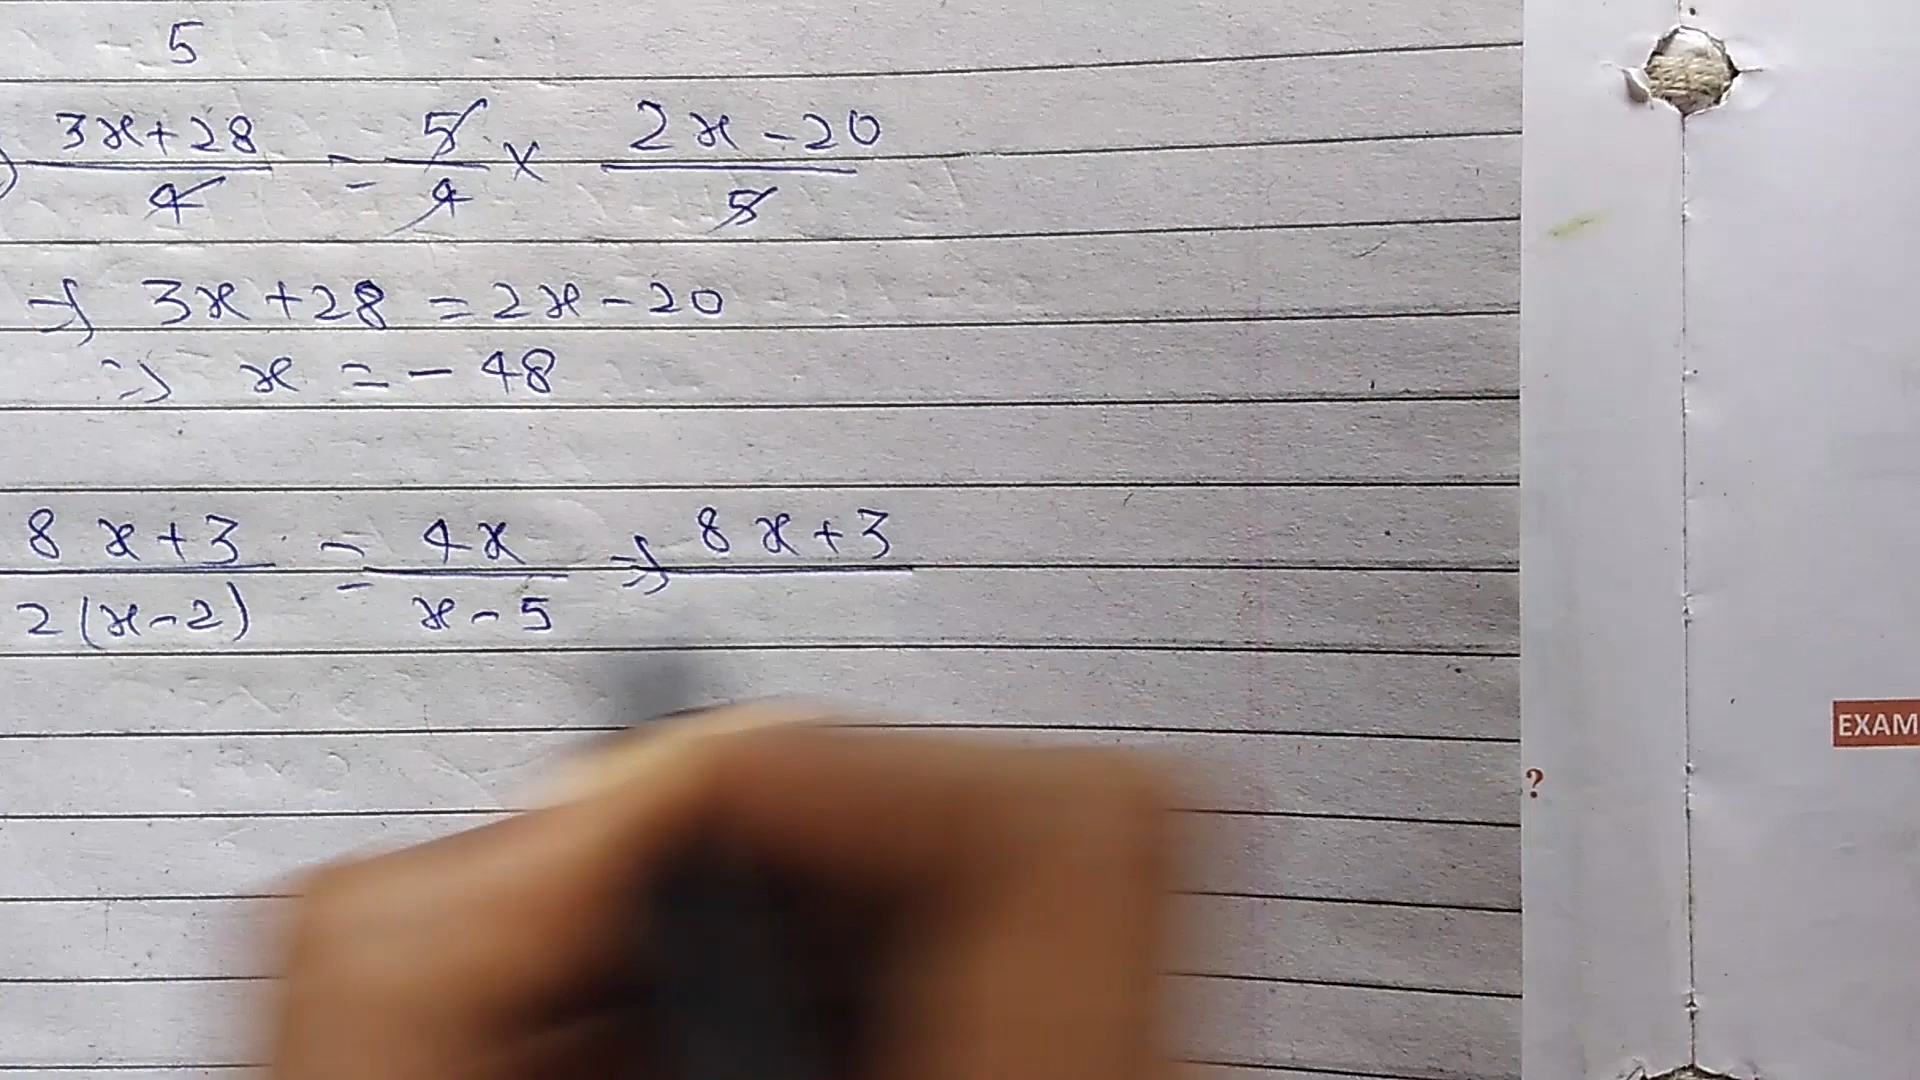 5
3x+28/4 = 5/4 × 2x-20/5
⇒ 3x+28 = 2x-20
⇒ x = -48
8x+3/2(x-2) = 4x/x-5 ⇒ 8x+3
EXAM
?